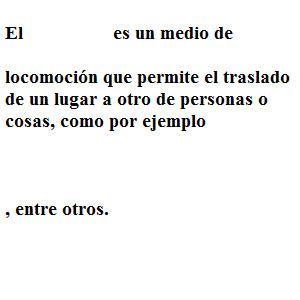 El es un medio de
locomoción que permite el traslado
de un lugar a otro de personas o
cosas, como por ejemplo
, entre otros.